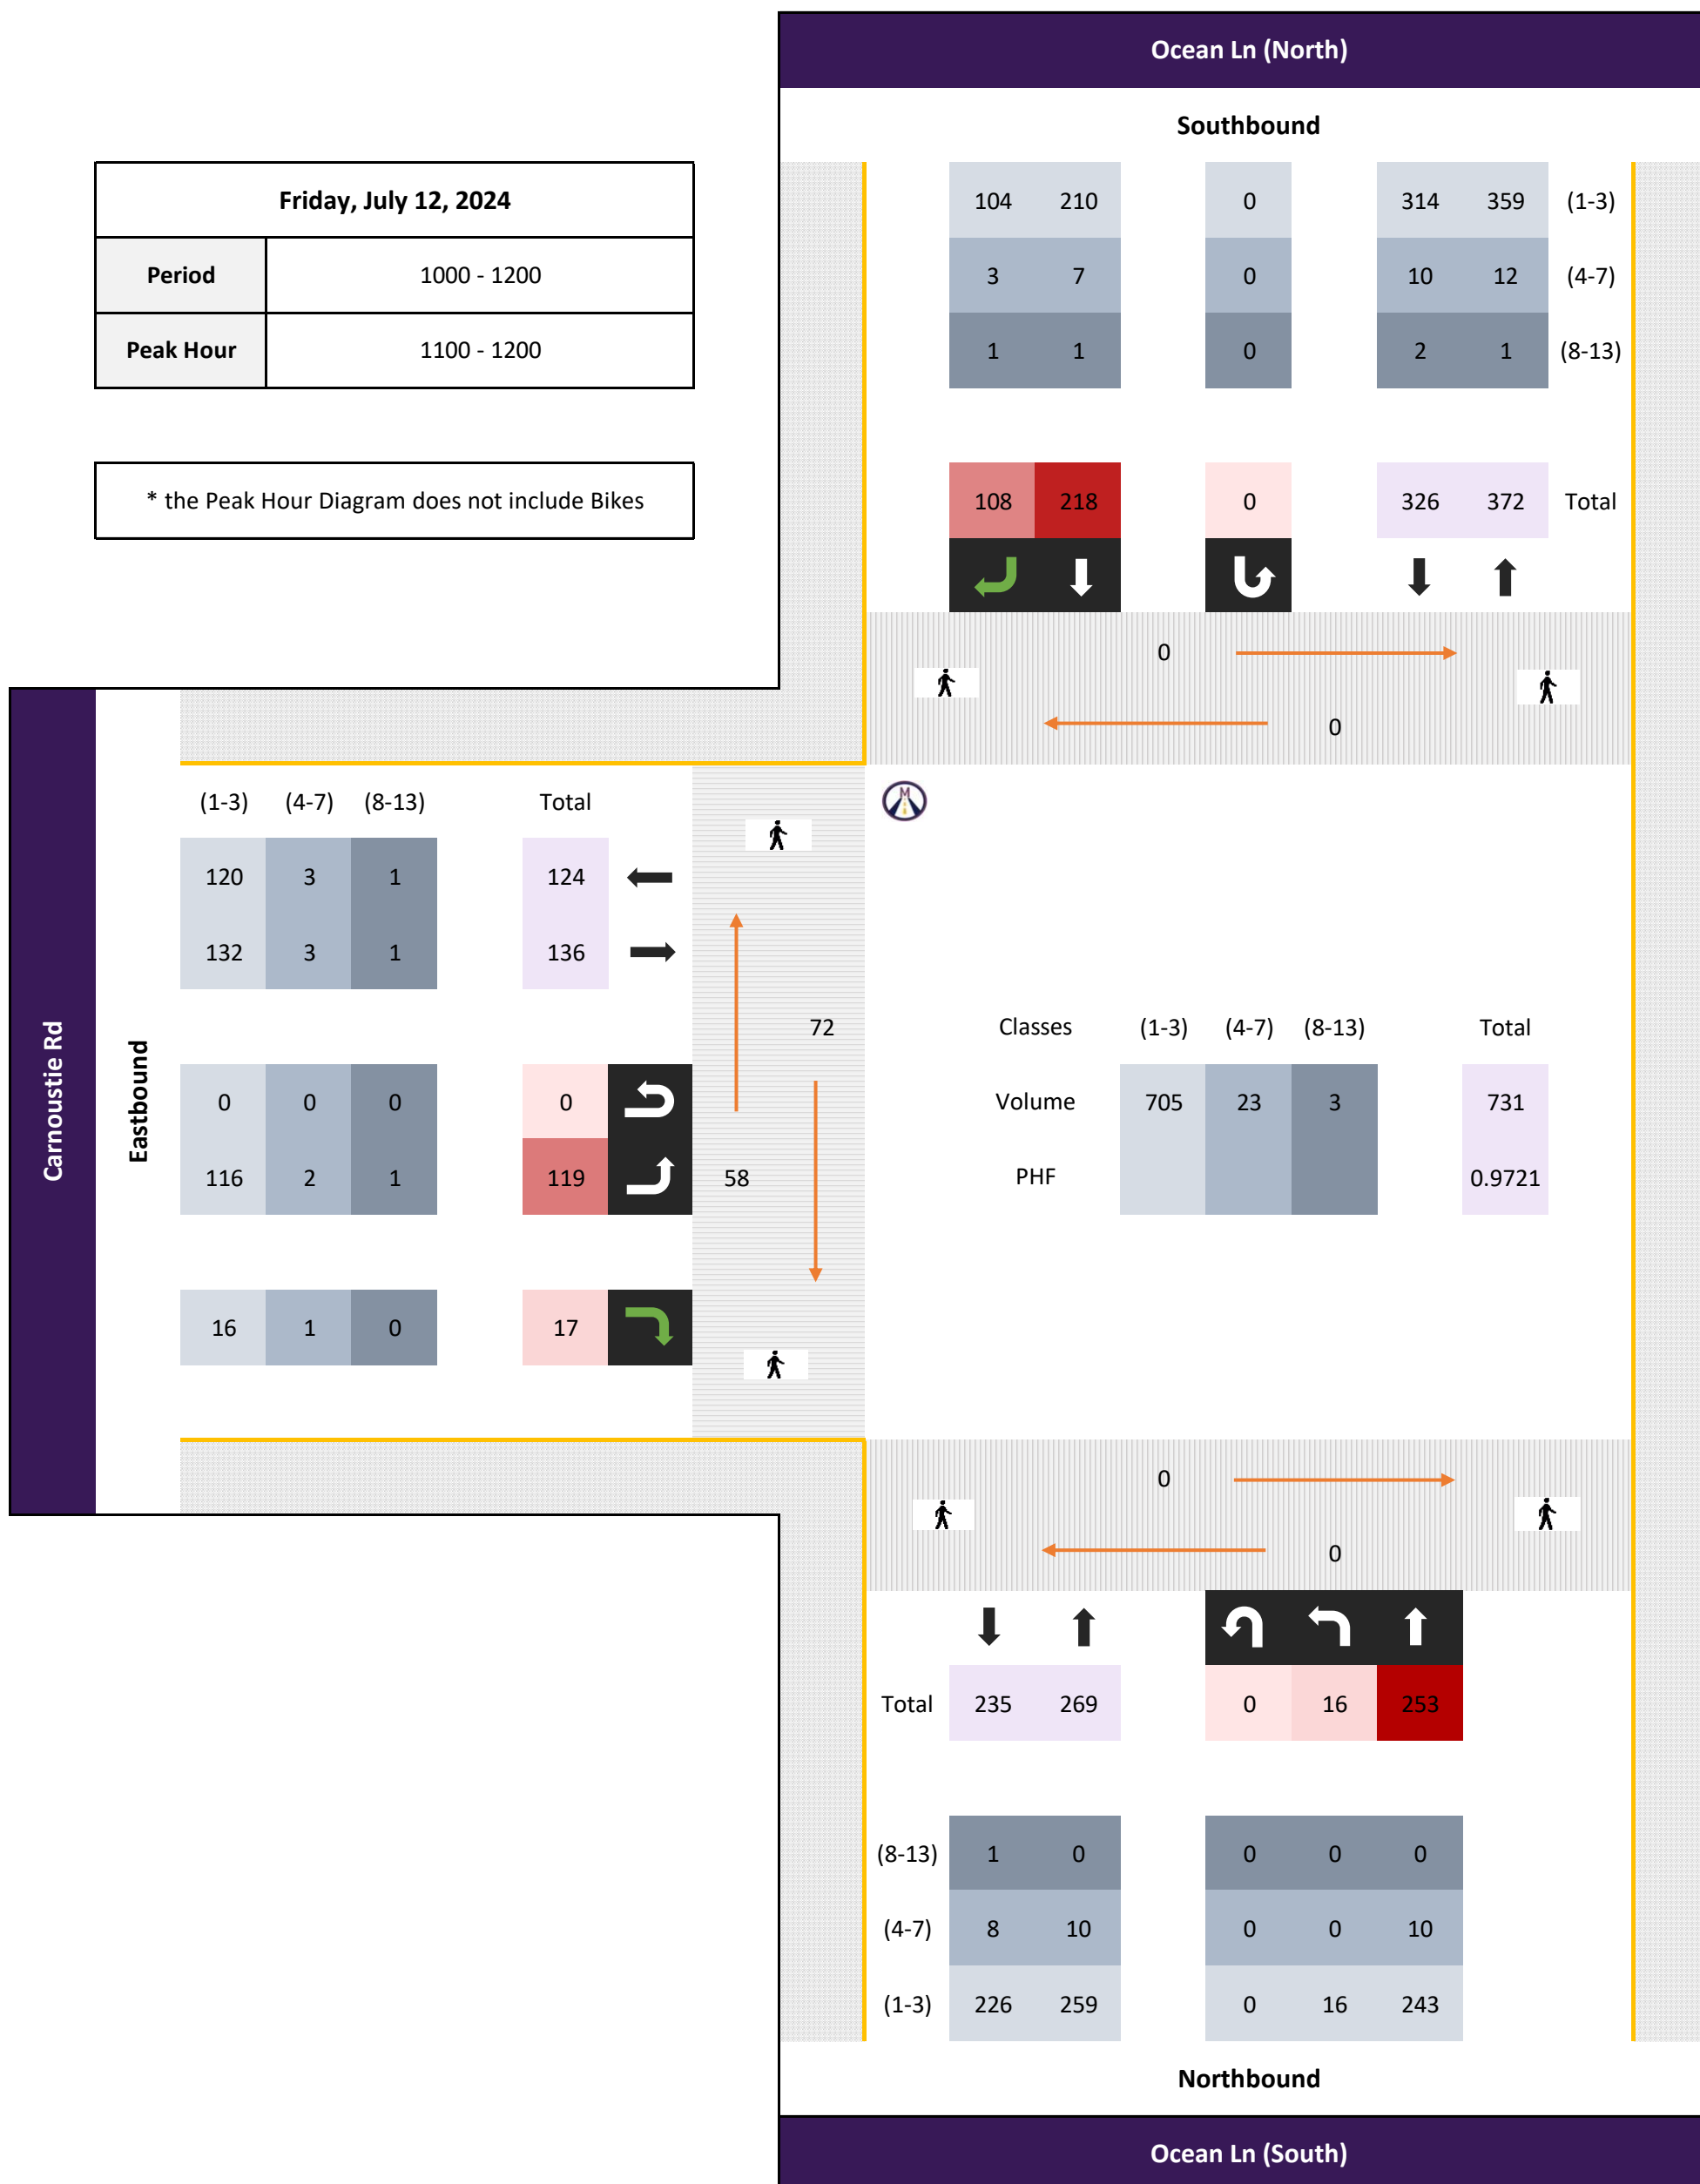 Ocean Ln (North)
Southbound
Friday, July 12, 2024
Period 1000 - 1200
Peak Hour 1100 - 1200
* the Peak Hour Diagram does not include Bikes
104 210 0 314 359 (1-3)
3 7 0 10 12 (4-7)
1 1 0 2 1 (8-13)
108 218 0 326 372 Total
0
0
Carnoustie Rd
Eastbound
(1-3) (4-7) (8-13) Total
120 3 1 124
132 3 1 136
0 0 0 0
116 2 1 119
16 1 0 17
72
58
M
Classes (1-3) (4-7) (8-13) Total
Volume 705 23 3 731
PHF 0.9721
0
0
Total 235 269 0 16 253
(8-13) 1 0 0 0 0
(4-7) 8 10 0 0 10
(1-3) 226 259 0 16 243
Northbound
Ocean Ln (South)